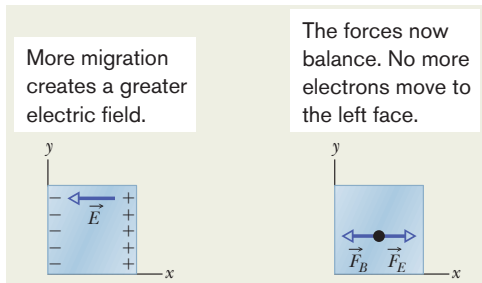 More migration
creates a greater
electric field.
The forces now
balance. No more
electrons move to
the left face.
y
E
x
y
F_B F_E
x